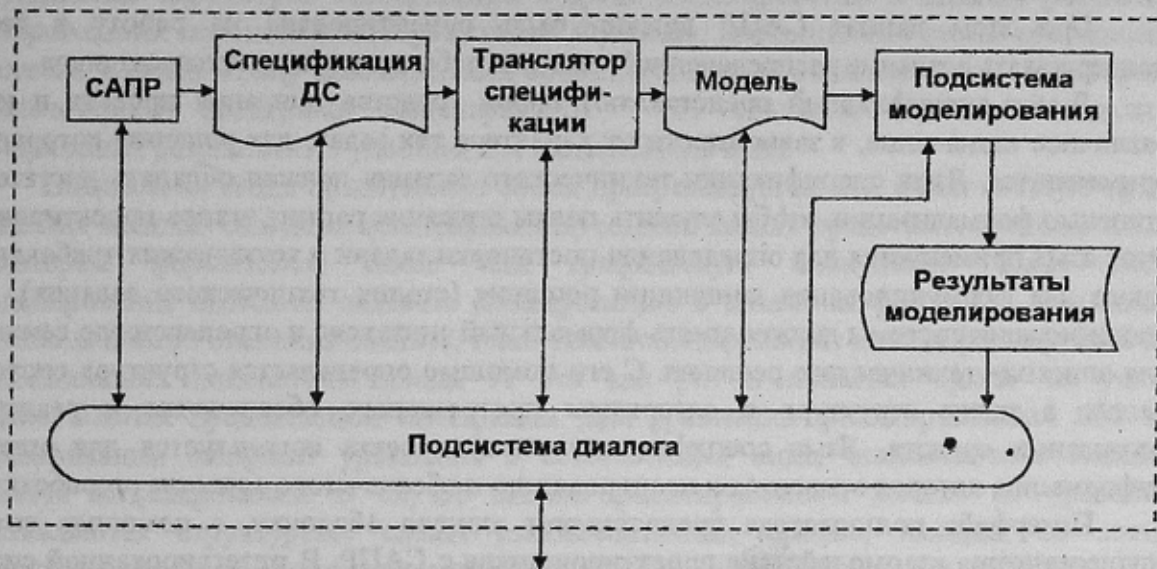 САПР
Спецификация
ДС
Транслятор
специфи-
кации
Модель
Подсистема
моделирования
Результаты
моделирования
Подсистема диалога